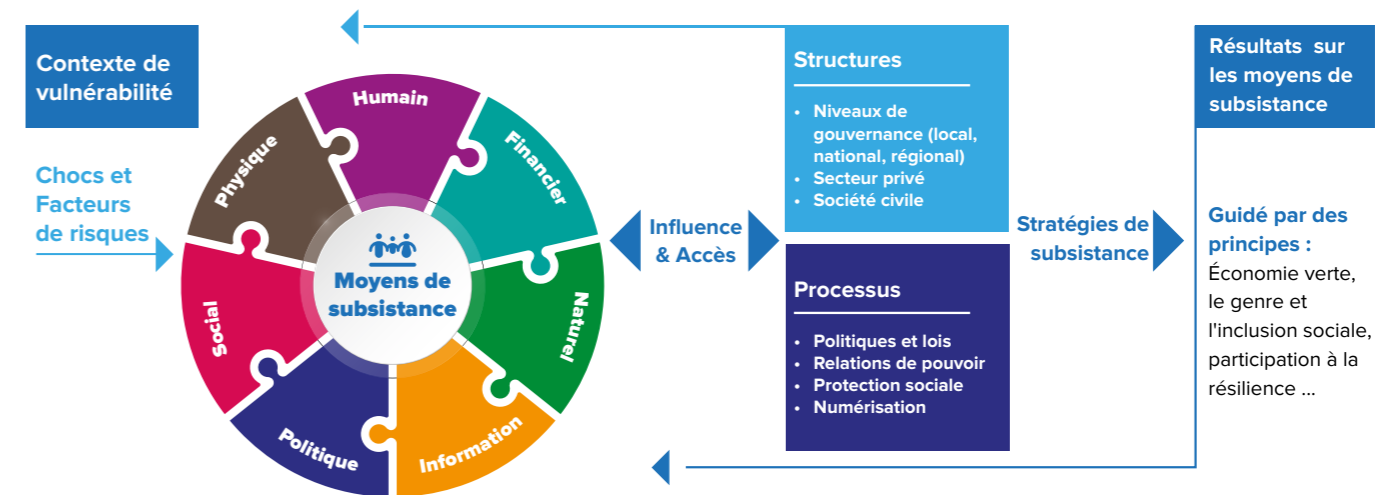 Contexte de
vulnérabilité
Chocs et
Facteurs
de risques
Humain
Financier
Naturel
Information
Politique
Social
Physique
Moyens de
subsistance
Influence
& Accès
Structures
• Niveaux de
gouvernance (local,
national, régional)
• Secteur privé
• Société civile
Processus
• Politiques et lois
• Relations de pouvoir
• Protection sociale
• Numérisation
Stratégies de
subsistance
Résultats sur
les moyens de
subsistance
Guidé par des
principes :
Économie verte,
le genre et
l'inclusion sociale,
participation à la
résilience ...